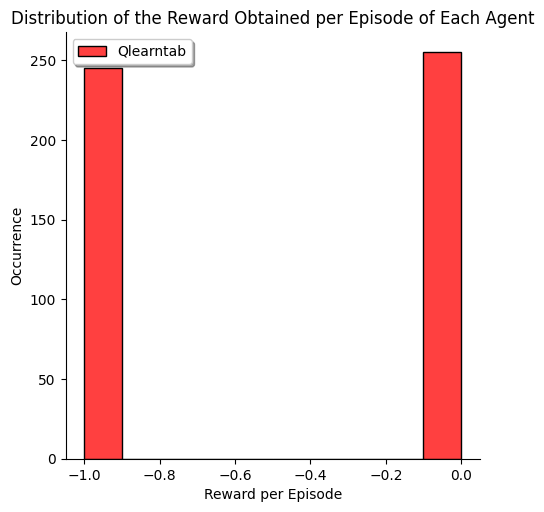 Distribution of the Reward Obtained per Episode of Each Agent
Qlearntab
250
200
150
100
50
0
Occurrence
−1.0 −0.8 −0.6 −0.4 −0.2 0.0
Reward per Episode